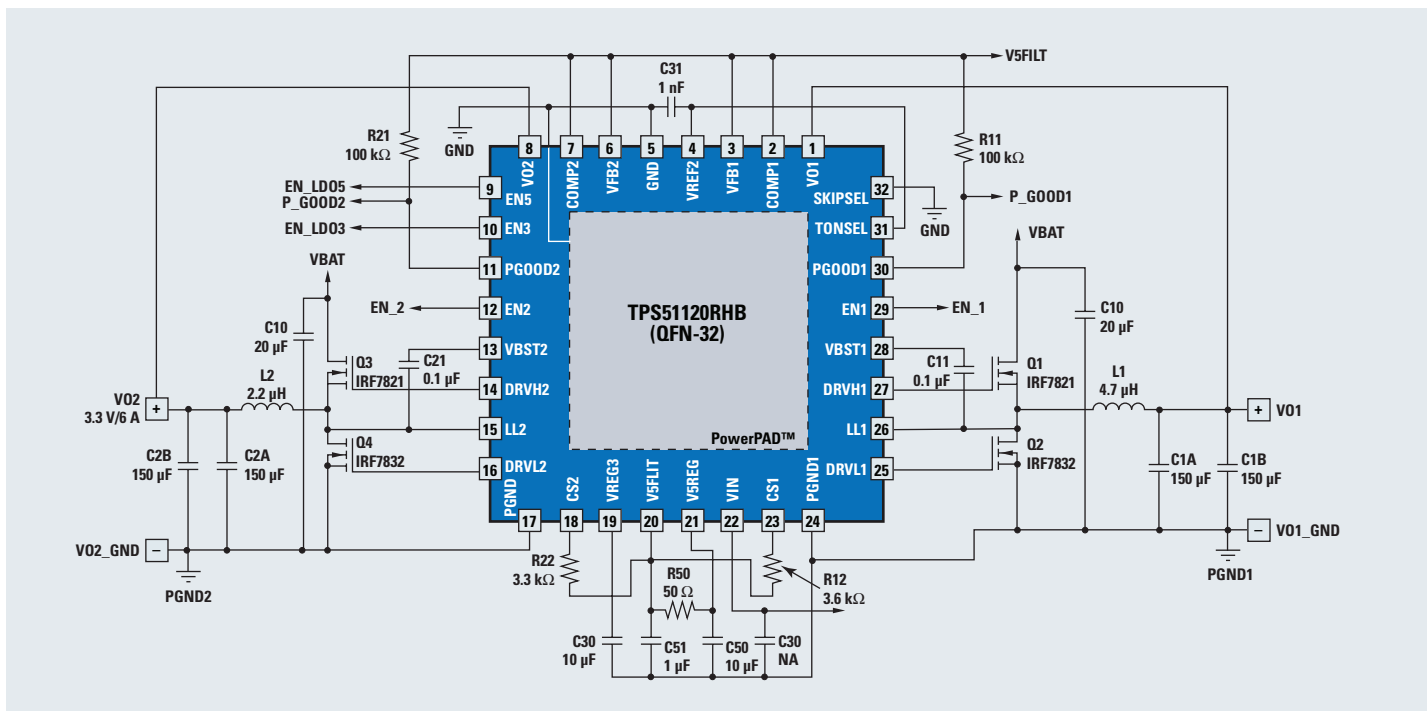 V5FILT
C31
1 nF
GND
R21
100 kΩ
R11
100 kΩ
8
7
6
5
4
3
2
1
VO2
COMP2
VFB2
GND
VREF2
VFB1
COMP1
VO1
EN_LDO5
9
EN5
P_GOOD2
EN_LDO3
10
EN3
11
PGOOD2
EN_2
12
EN2
13
VBST2
14
DRVH2
15
LL2
16
DRVL2
32
SKIPSEL
GND
31
TONSEL
30
PGOOD1
P_GOOD1
29
EN1
EN_1
28
VBST1
27
DRVH1
26
LL1
25
DRVL1
TPS51120RHB
(QFN-32)
PowerPAD™
VBAT
C10
20 µF
Q3
IRF7821
C21
0.1 µF
L2
2.2 µH
VO2
3.3 V/6 A
+
Q4
IRF7832
C2B
150 µF
C2A
150 µF
VO2_GND
–
PGND2
VBAT
C10
20 µF
C11
0.1 µF
Q1
IRF7821
L1
4.7 µH
+
VO1
Q2
IRF7832
C1A
150 µF
C1B
150 µF
–
VO1_GND
PGND1
PGND
CS2
VREG3
V5FLIT
V5REG
VIN
CS1
PGND1
17
18
19
20
21
22
23
24
R22
3.3 kΩ
R50
50 Ω
R12
3.6 kΩ
C30
10 µF
C51
1 µF
C50
10 µF
C30
NA